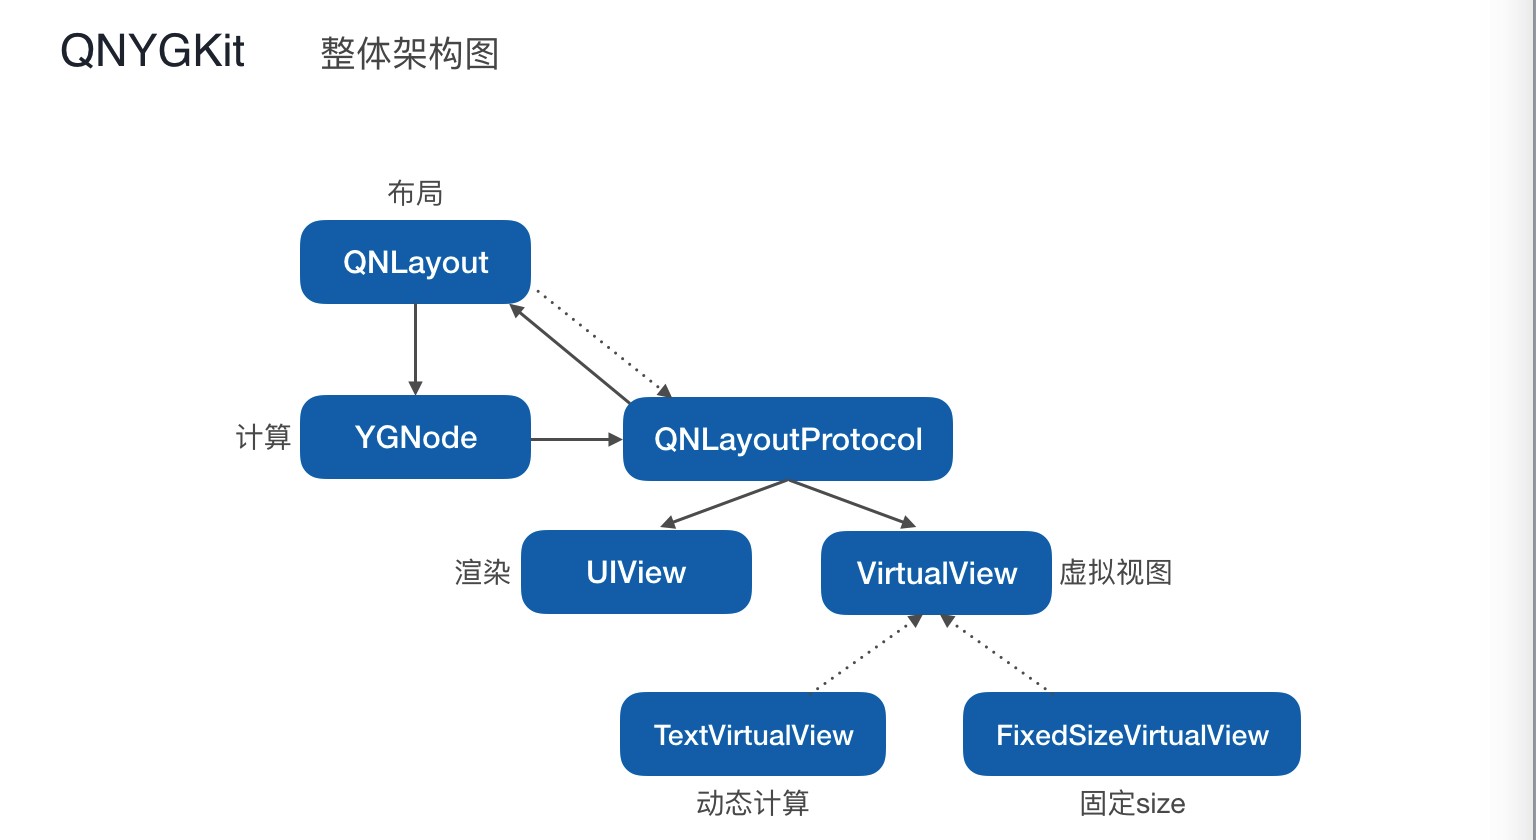 QNYGKit 整体架构图
布局
QNLayout
计算 YGNode QNLayoutProtocol
渲染 UIView VirtualView 虚拟视图
TextVirtualView FixedSizeVirtualView
动态计算 固定size